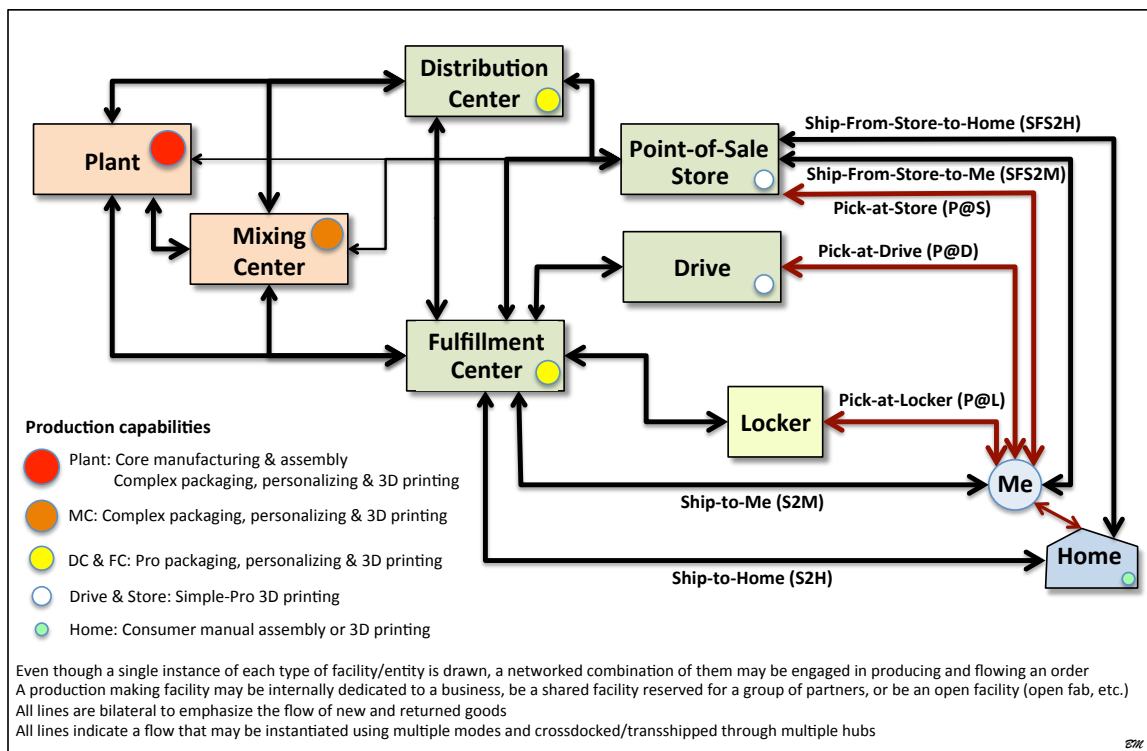 Distribution
Center
Plant
Mixing
Center
Point-of-Sale
Store
Drive
Fulfillment
Center
Locker
Me
Home
Ship-From-Store-to-Home (SFS2H)
Ship-From-Store-to-Me (SFS2M)
Pick-at-Store (P@S)
Pick-at-Drive (P@D)
Pick-at-Locker (P@L)
Ship-to-Me (S2M)
Ship-to-Home (S2H)
Production capabilities
Plant: Core manufacturing & assembly
Complex packaging, personalizing & 3D printing
MC: Complex packaging, personalizing & 3D printing
DC & FC: Pro packaging, personalizing & 3D printing
Drive & Store: Simple-Pro 3D printing
Home: Consumer manual assembly or 3D printing
Even though a single instance of each type of facility/entity is drawn, a networked combination of them may be engaged in producing and flowing an order
A production making facility may be internally dedicated to a business, be a shared facility reserved for a group of partners, or be an open facility (open fab, etc.)
All lines are bilateral to emphasize the flow of new and returned goods
All lines indicate a flow that may be instantiated using multiple modes and crossdocked/transshipped through multiple hubs
BM